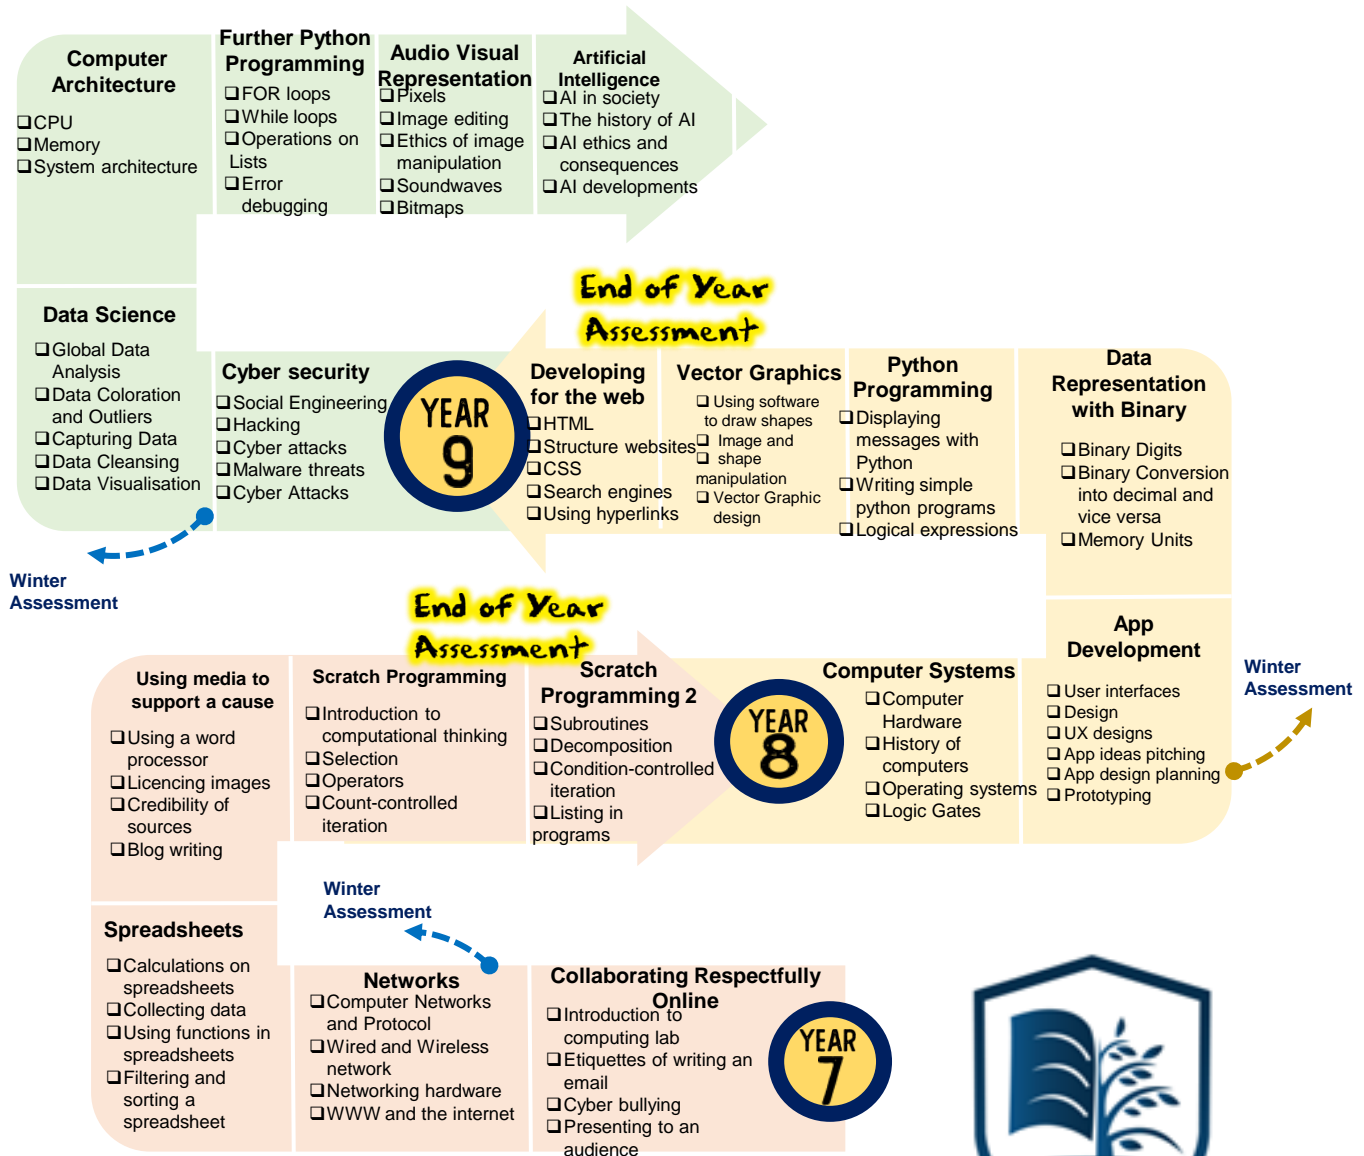 Computer
Architecture
❑CPU
❑Memory
❑System architecture
Further Python
Programming
❑FOR loops
❑While loops
❑Operations on
Lists
❑Error
debugging
Audio Visual
Representation
❑Pixels
❑Image editing
❑Ethics of image
manipulation
❑Soundwaves
❑Bitmaps
Artificial
Intelligence
❑AI in society
❑The history of AI
❑AI ethics and
consequences
❑AI developments
Data Science
❑Global Data
Analysis
❑Data Coloration
and Outliers
❑Capturing Data
❑Data Cleansing
❑Data Visualisation
Cyber security
❑Social Engineering
❑Hacking
❑Cyber attacks
❑Malware threats
❑Cyber Attacks
Winter
Assessment
YEAR
9
End of Year
Assessment
Developing
for the web
❑HTML
❑Structure websites
❑CSS
❑Search engines
❑Using hyperlinks
Vector Graphics
❑Using software
to draw shapes
❑Image and
❑shape
manipulation
❑Vector Graphic
design
Python
Programming
❑Displaying
messages with
Python
❑Writing simple
python programs
❑Logical expressions
Data
Representation
with Binary
❑Binary Digits
❑Binary Conversion
into decimal and
vice versa
❑Memory Units
End of Year
Assessment
Using media to
support a cause
❑Using a word
processor
❑Licencing images
❑Credibility of
sources
❑Blog writing
Scratch Programming
❑Introduction to
computational thinking
❑Selection
❑Operators
❑Count-controlled
iteration
Scratch
Programming 2
❑Subroutines
❑Decomposition
❑Condition-controlled
iteration
❑Listing in
programs
YEAR
8
Computer Systems
❑Computer
Hardware
❑History of
computers
❑Operating systems
❑Logic Gates
App
Development
❑User interfaces
❑Design
❑UX designs
❑App ideas pitching
❑App design planning
❑Prototyping
Winter
Assessment
Winter
Assessment
Spreadsheets
❑Calculations on
spreadsheets
❑Collecting data
❑Using functions in
spreadsheets
❑Filtering and
sorting a
spreadsheet
Networks
❑Computer Networks
and Protocol
❑Wired and Wireless
network
❑Networking hardware
❑WWW and the internet
Collaborating Respectfully
Online
❑Introduction to
computing lab
❑Etiquettes of writing an
email
❑Cyber bullying
❑Presenting to an
audience
YEAR
7